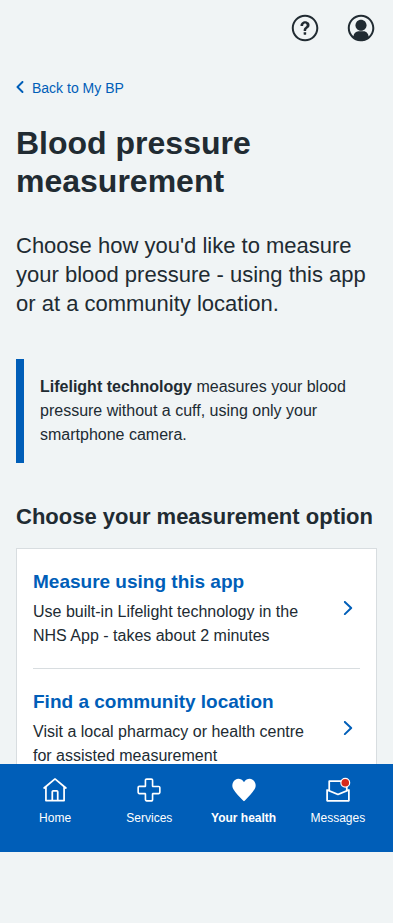 Back to My BP
Blood pressure
measurement
Choose how you'd like to measure
your blood pressure - using this app
or at a community location.
Lifelight technology measures your blood
pressure without a cuff, using only your
smartphone camera.
Choose your measurement option
Measure using this app
Use built-in Lifelight technology in the
NHS App - takes about 2 minutes
Find a community location
Visit a local pharmacy or health centre
for assisted measurement
Home
Services
Your health
Messages